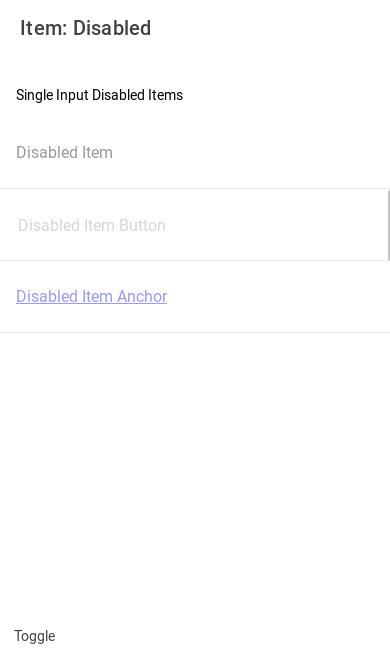 Item: Disabled
Single Input Disabled Items
Disabled Item
Disabled Item Button
Disabled Item Anchor
Toggle